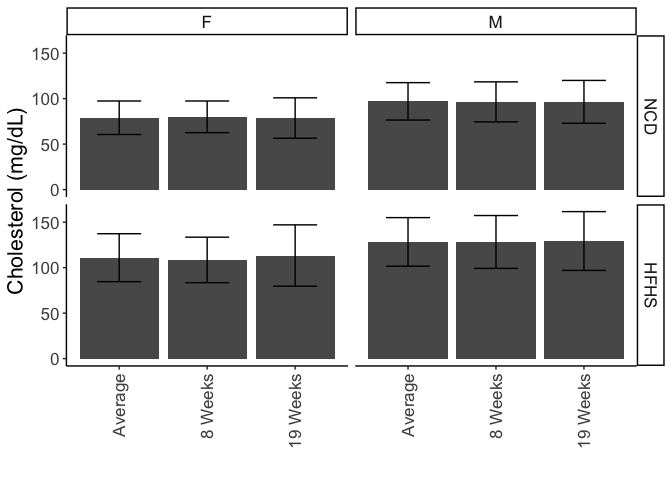 F
M
Cholesterol (mg/dL)
150
100
50
0
NCD
150
100
50
0
HFHS
Average
8 Weeks
19 Weeks
Average
8 Weeks
19 Weeks